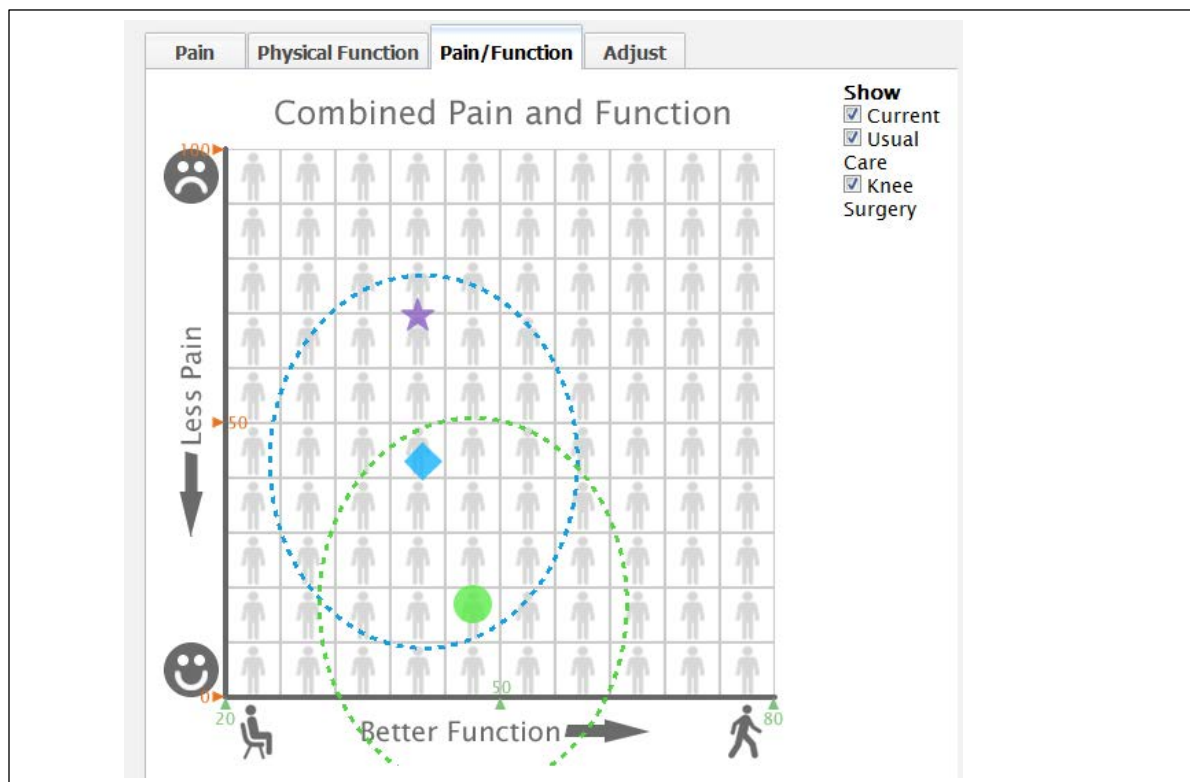 Pain
Physical Function
Pain/Function
Adjust
Combined Pain and Function
Show
Current
Usual
Care
Knee
Surgery
100
Less Pain
50
0
20
50
80
Better Function